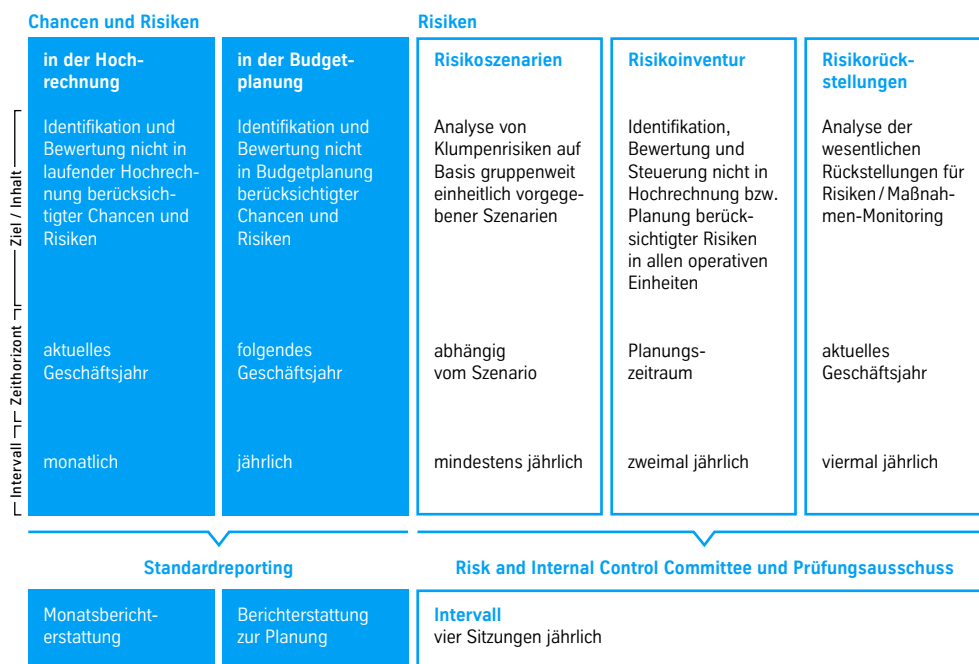 Chancen und Risiken
Risiken
in der Hoch-
rechnung
in der Budget-
planung
Risikoszenarien
Risikoinventur
Risikorück-
stellungen
Ziel / Inhalt
Identifikation und
Bewertung nicht in
laufender Hochrech-
nung berücksich-
tigter Chancen und
Risiken
Identifikation und
Bewertung nicht
in Budgetplanung
berücksichtigter
Chancen und
Risiken
Analyse von
Klumpenrisiken auf
Basis gruppenweit
einheitlich vorgege-
bener Szenarien
Identifikation,
Bewertung und
Steuerung nicht in
Hochrechnung bzw.
Planung berück-
sichtigter Risiken
in allen operativen
Einheiten
Analyse der
wesentlichen
Rückstellungen für
Risiken / Maßnah-
men-Monitoring
Zeithorizont
aktuelles
Geschäftsjahr
folgendes
Geschäftsjahr
abhängig
vom Szenario
Planungs-
zeitraum
aktuelles
Geschäftsjahr
Intervall
monatlich
jährlich
mindestens jährlich
zweimal jährlich
viermal jährlich
Standardreporting
Risk and Internal Control Committee und Prüfungsausschuss
Monatsbericht-
erstattung
Berichterstattung
zur Planung
Intervall
vier Sitzungen jährlich